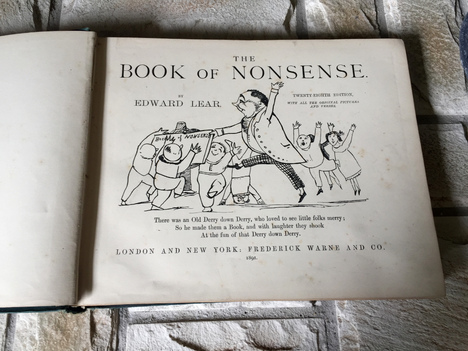 THE
BOOK OF NONSENSE.
BY
EDWARD LEAR.
TWENTY-EIGHTH EDITION,
WITH ALL THE ORIGINAL PICTURES
AND VERSES.
Book of NONSENSE
There was an Old Derry down Derry, who loved to see little folks merry;
So he made them a Book, and with laughter they shook
At the fun of that Derry down Derry.
LONDON AND NEW YORK: FREDERICK WARNE AND CO.